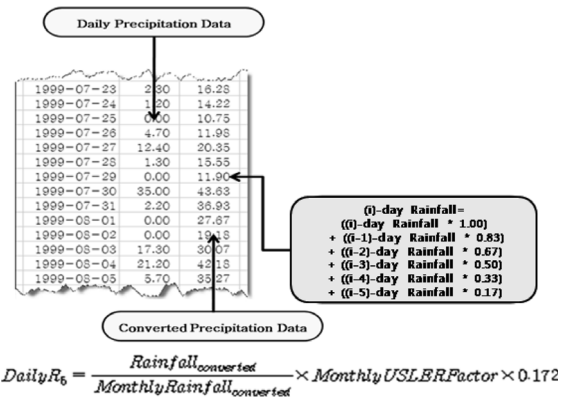 Daily Precipitation Data
1999-07-23 2.30 16.28
1999-07-24 1.20 14.22
1999-07-25 0.00 10.75
1999-07-26 4.70 11.98
1999-07-27 12.40 20.35
1999-07-28 1.30 15.55
1999-07-29 0.00 11.90
1999-07-30 35.00 43.63
1999-07-31 2.20 36.93
1999-08-01 0.00 27.67
1999-08-02 0.00 19.18
1999-08-03 17.30 30.07
1999-08-04 21.20 42.18
1999-08-05 5.70 35.27
(i)-day Rainfall=
((i)-day Rainfall * 1.00)
+ ((i-1)-day Rainfall * 0.83)
+ ((i-2)-day Rainfall * 0.67)
+ ((i-3)-day Rainfall * 0.50)
+ ((i-4)-day Rainfall * 0.33)
+ ((i-5)-day Rainfall * 0.17)
Converted Precipitation Data
DailyR₅ = Rainfall_converted / MonthlyRainfall_converted × MonthlyUSLERFactor × 0.172